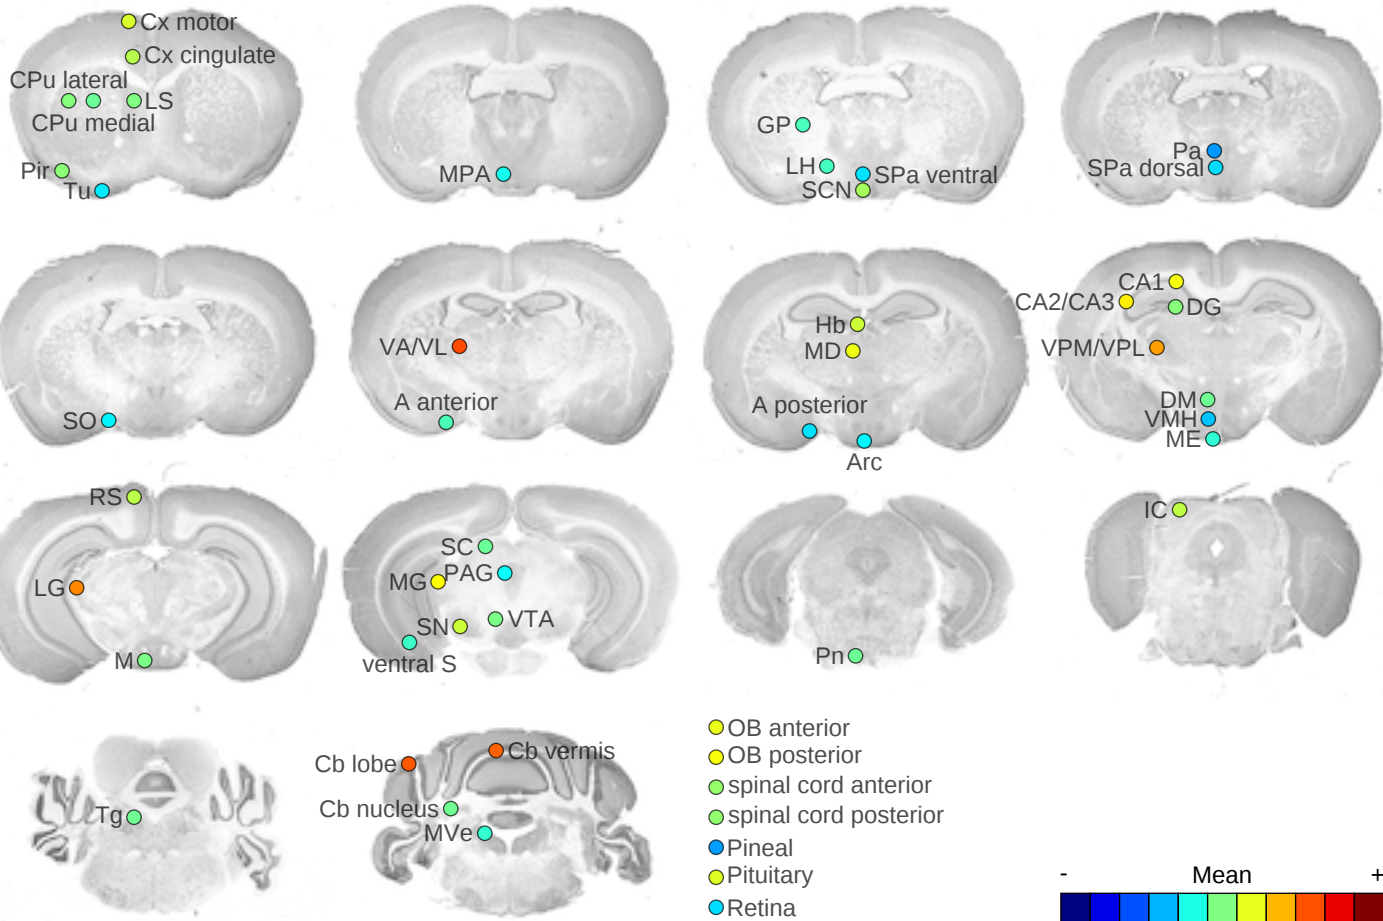 Cx motor
Cx cingulate
CPu lateral
LS
CPu medial
Pir
Tu
MPA
GP
LH
SPa ventral
SCN
Pa
SPa dorsal
SO
VA/VL
A anterior
Hb
MD
A posterior
Arc
CA1
CA2/CA3
DG
VPM/VPL
DM
VMH
ME
RS
LG
M
SC
PAG
MG
VTA
SN
ventral S
Pn
IC
Tg
Cb lobe
Cb vermis
Cb nucleus
MVe
OB anterior
OB posterior
spinal cord anterior
spinal cord posterior
Pineal
Pituitary
Retina
- Mean +